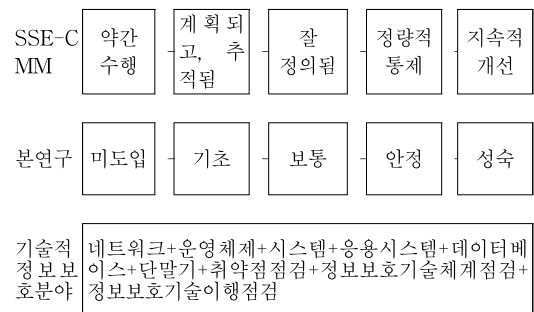 SSE-C
MM
약간
수행
계획되
고, 추
적됨
잘
정의됨
정량적
통제
지속적
개선
본연구
미도입
기초
보통
안정
성숙
기술적
정보보
호분야
네트워크+운영체제+시스템+응용시스템+데이터베
이스+단말기+취약점점검+정보보호기술체계점검+
정보보호기술이행점검